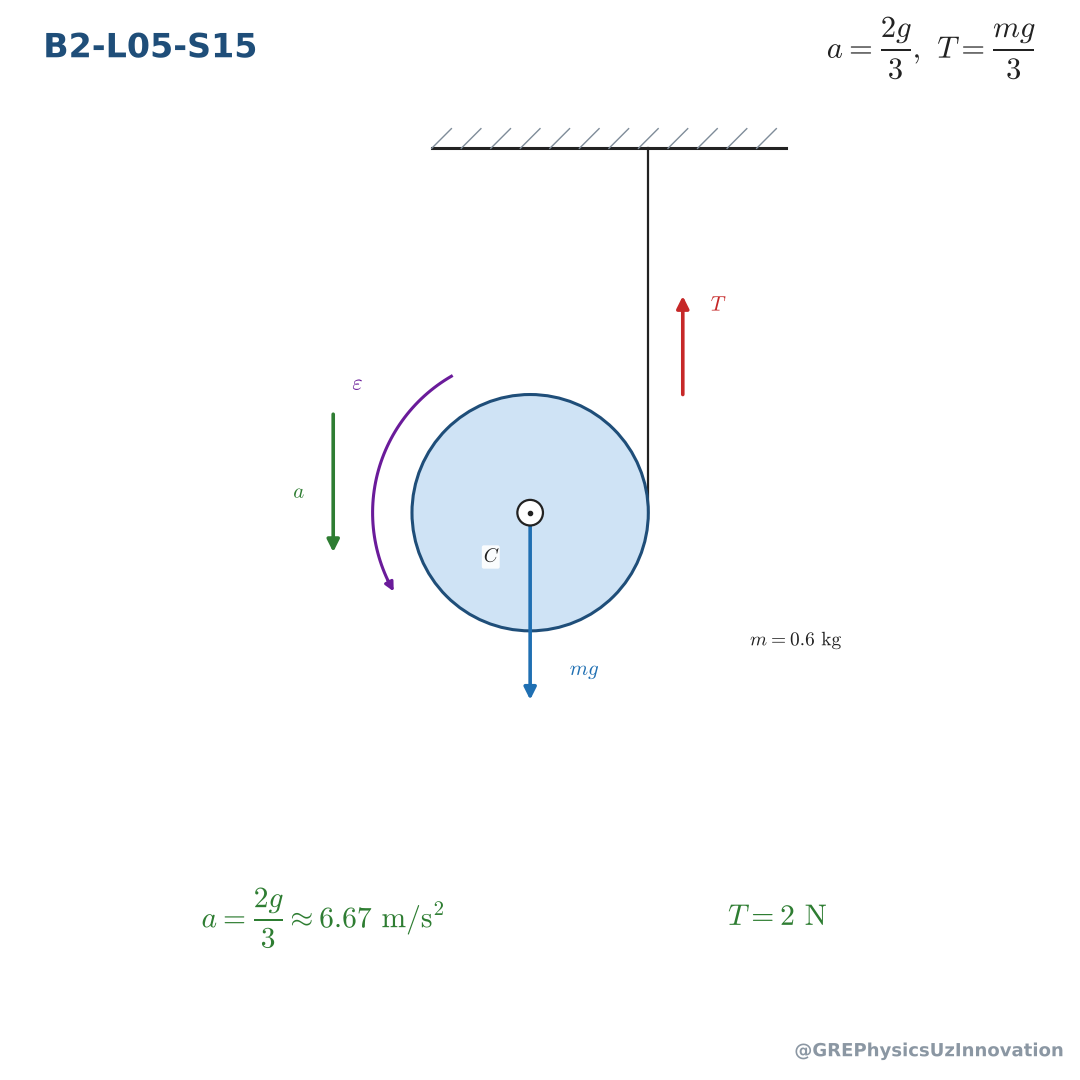 B2-L05-S15
a = 2g/3, T = mg/3
T
ε
a
C
m = 0.6 kg
mg
a = 2g/3 ≈ 6.67 m/s²
T = 2 N
@GREPhysicsUzInnovation